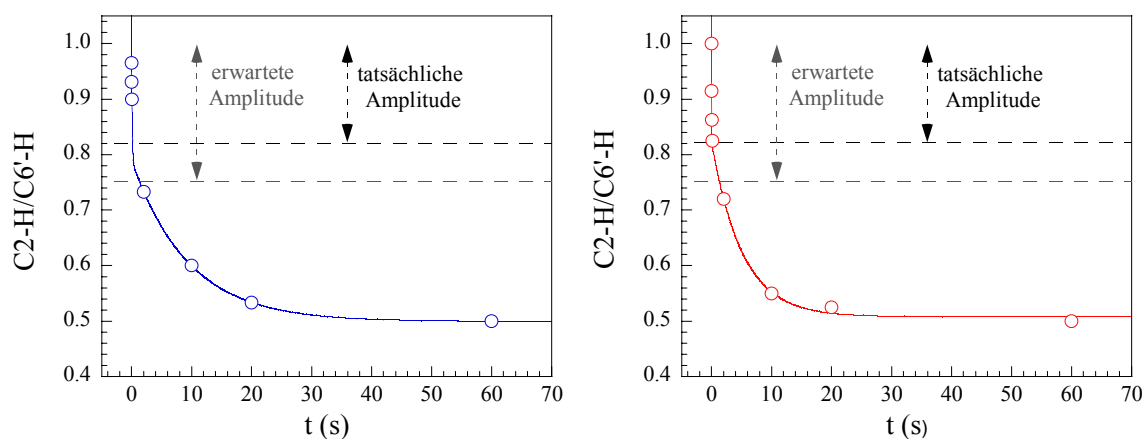 1.0
0.9
0.8
0.7
0.6
0.5
0.4
C2-H/C6'-H
erwartete
Amplitude
tatsächliche
Amplitude
0 10 20 30 40 50 60 70
t (s)
1.0
0.9
0.8
0.7
0.6
0.5
0.4
C2-H/C6'-H
erwartete
Amplitude
tatsächliche
Amplitude
0 10 20 30 40 50 60 70
t (s)